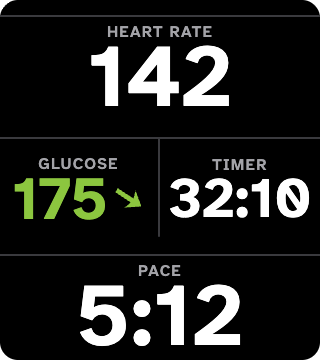 HEART RATE
142
GLUCOSE
175
TIMER
32:10
PACE
5:12